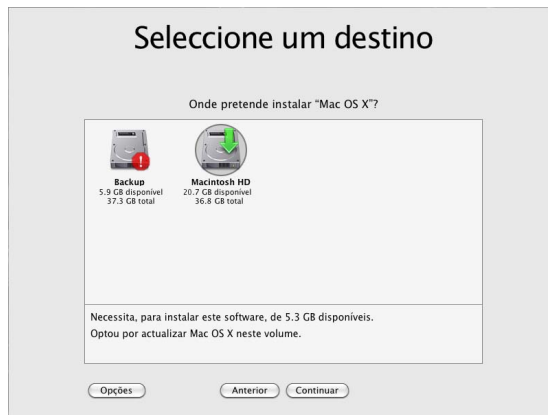 Seleccione um destino
Onde pretende instalar “Mac OS X”?
Backup
5.9 GB disponível
37.3 GB total
Macintosh HD
20.7 GB disponível
36.8 GB total
Necessita, para instalar este software, de 5.3 GB disponíveis.
Optou por actualizar Mac OS X neste volume.
Opções
Anterior
Continuar